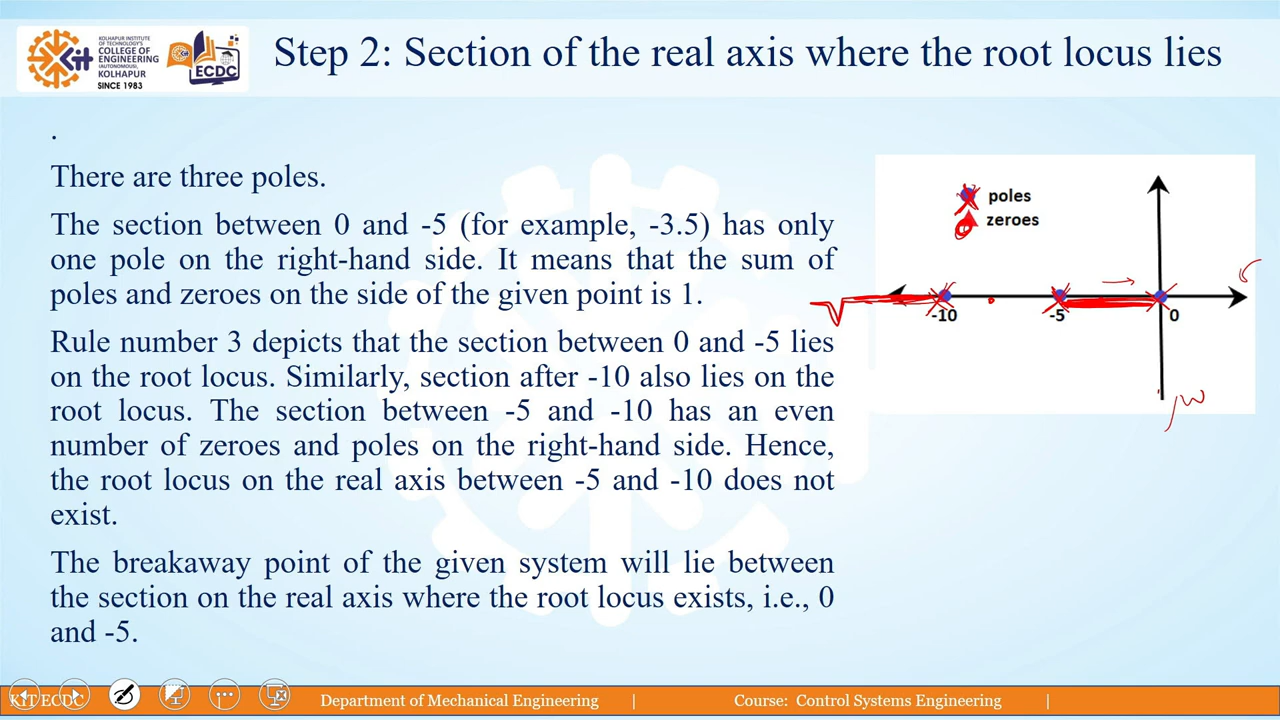 KOLHAPUR INSTITUTE
OF TECHNOLOGY'S
COLLEGE OF
ENGINEERING
(AUTONOMOUS),
KOLHAPUR
SINCE 1983
ECDC
Step 2: Section of the real axis where the root locus lies
.
There are three poles.
The section between 0 and -5 (for example, -3.5) has only
one pole on the right-hand side. It means that the sum of
poles and zeroes on the side of the given point is 1.
Rule number 3 depicts that the section between 0 and -5 lies
on the root locus. Similarly, section after -10 also lies on the
root locus. The section between -5 and -10 has an even
number of zeroes and poles on the right-hand side. Hence,
the root locus on the real axis between -5 and -10 does not
exist.
The breakaway point of the given system will lie between
the section on the real axis where the root locus exists, i.e., 0
and -5.
poles
zeroes
-10 -5 0
jω
KIT ECDC Department of Mechanical Engineering | Course: Control Systems Engineering |